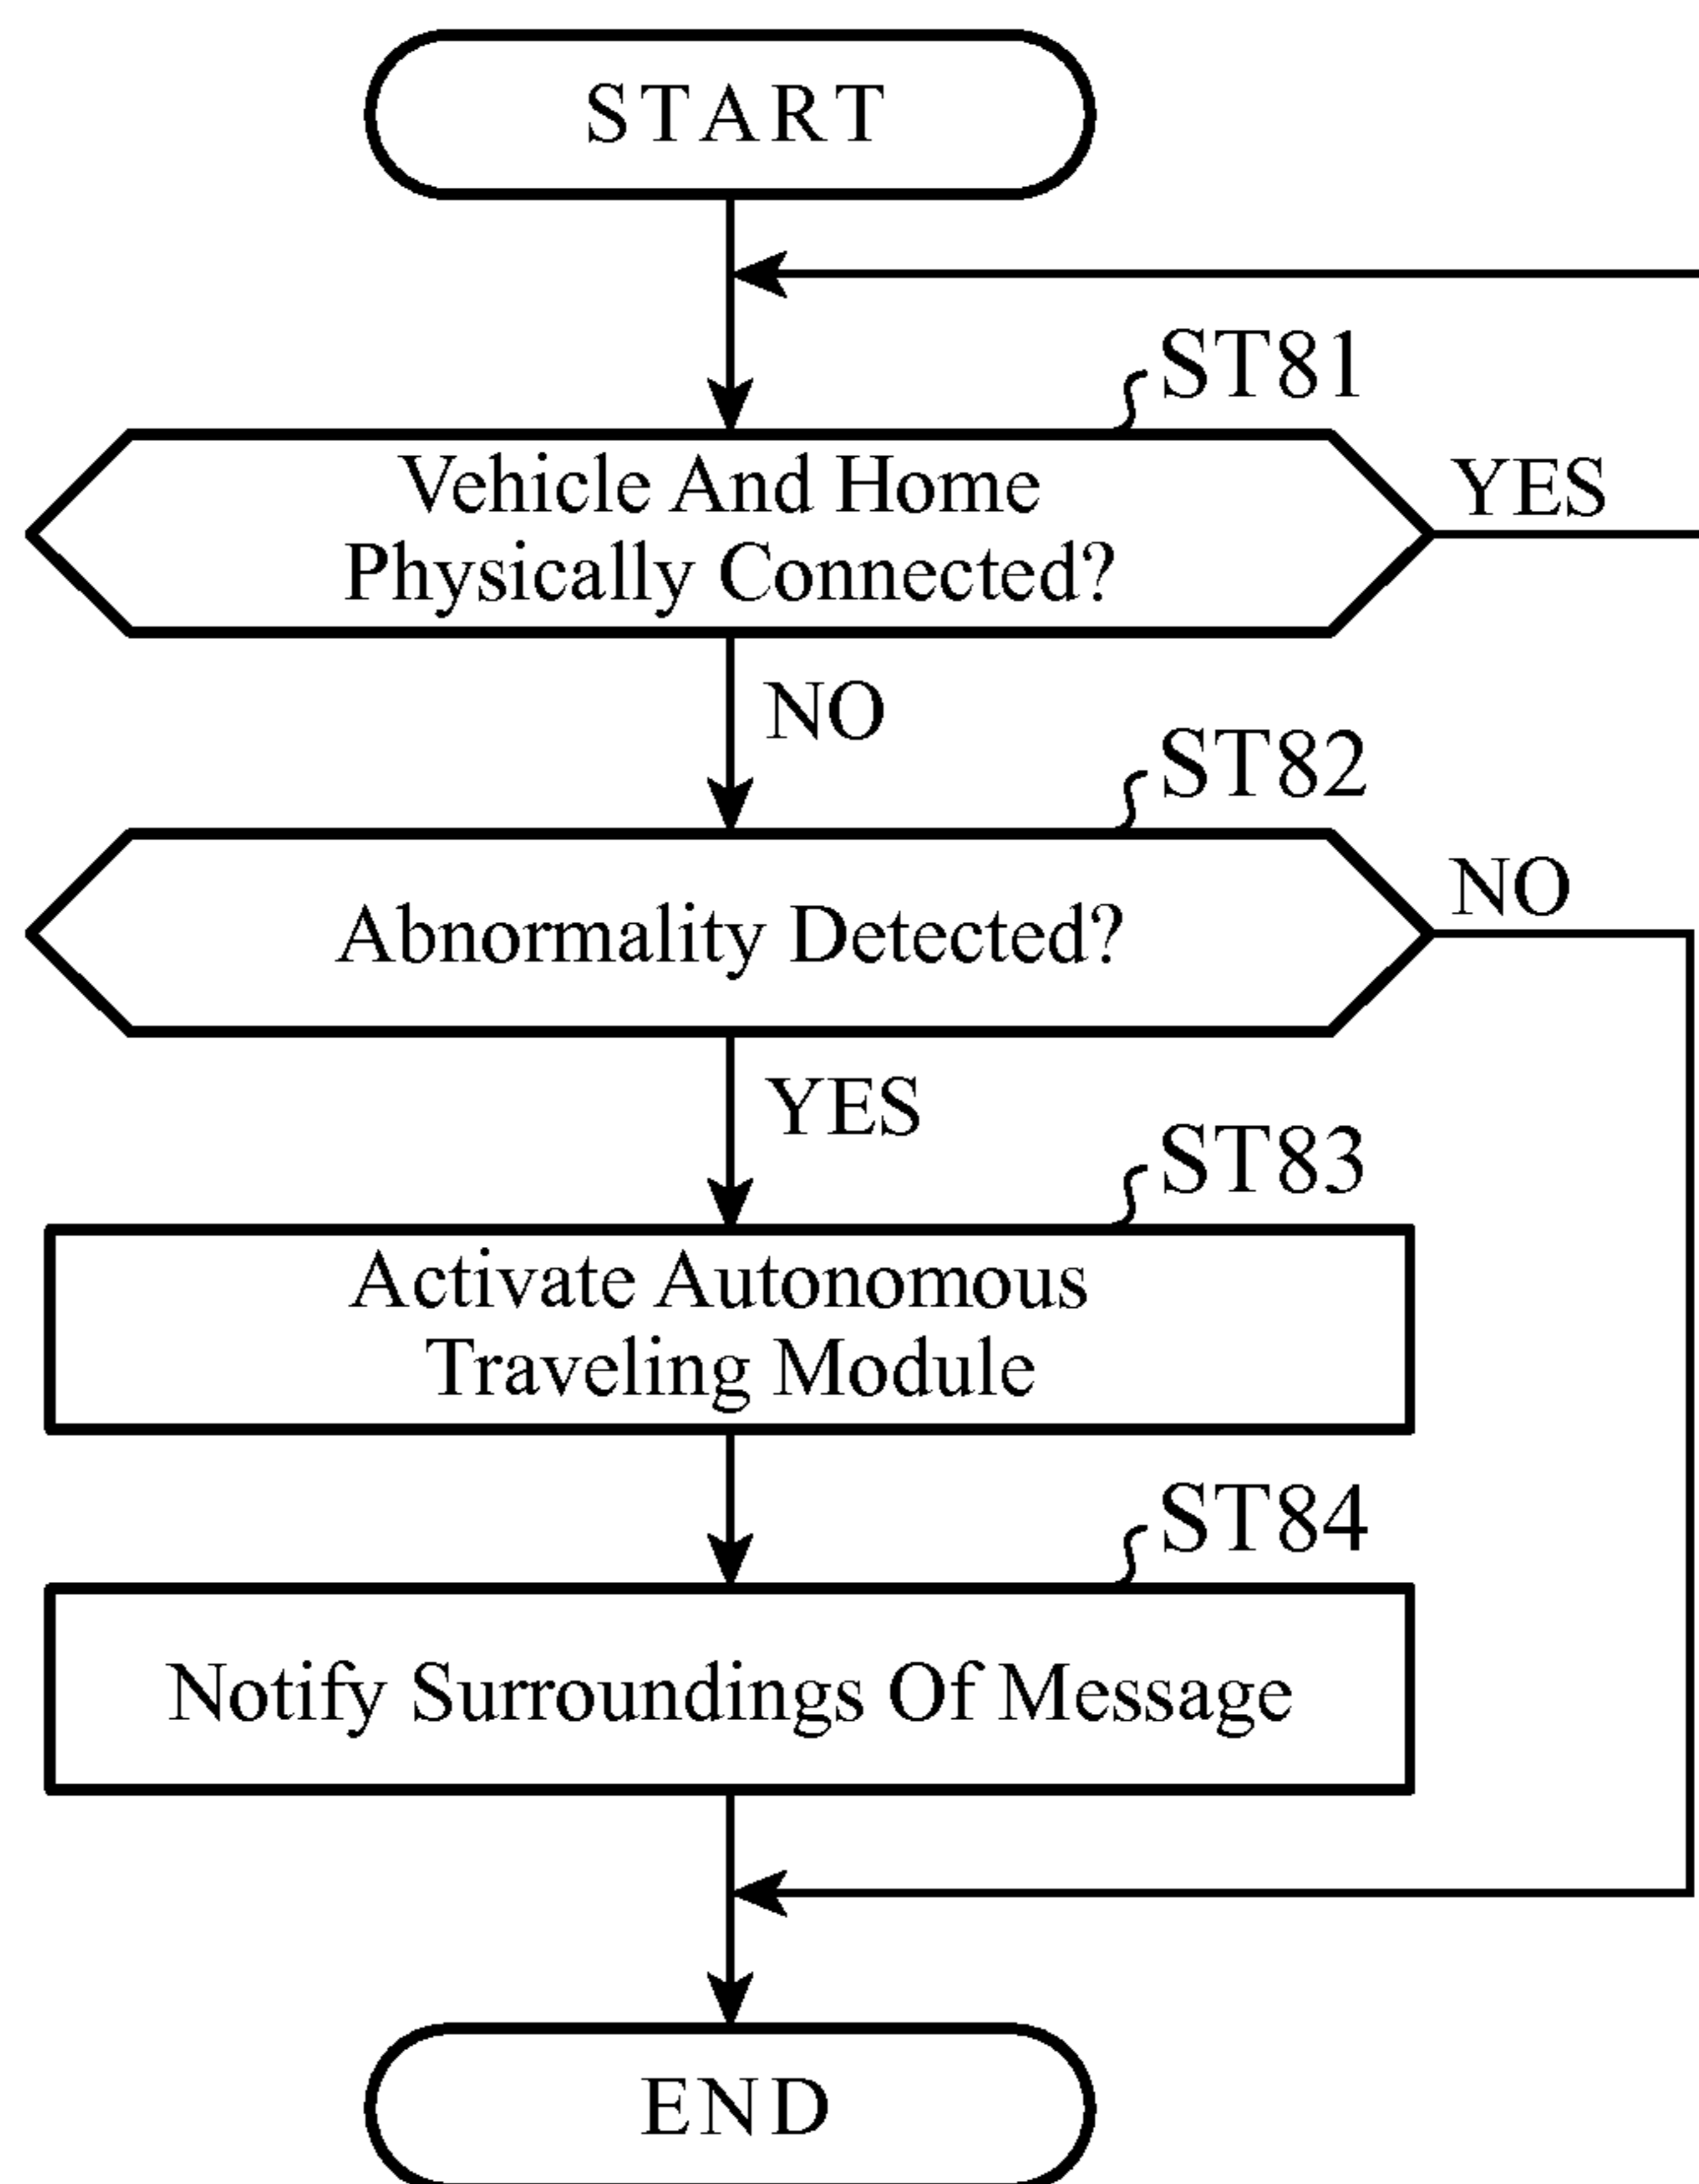 START
ST81
Vehicle And Home
Physically Connected?
YES
NO
ST82
Abnormality Detected?
NO
YES
ST83
Activate Autonomous
Traveling Module
ST84
Notify Surroundings Of Message
END